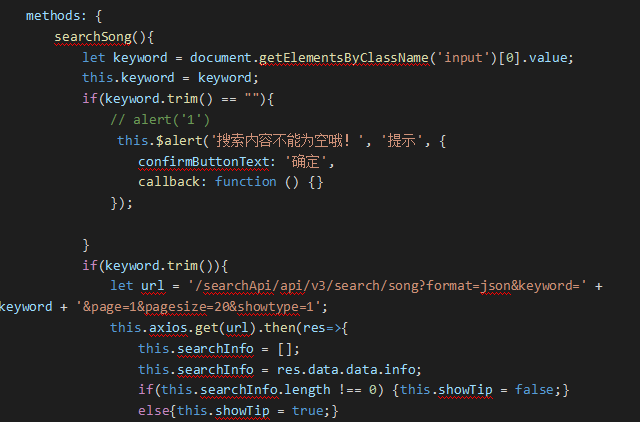 methods: {
searchSong(){
let keyword = document.getElementsByClassName('input')[0].value;
this.keyword = keyword;
if(keyword.trim() == ""){
// alert('1')
this.$alert('搜索内容不能为空哦！', '提示', {
confirmButtonText: '确定',
callback: function () {}
});
}
if(keyword.trim()){
let url = '/searchApi/api/v3/search/song?format=json&keyword=' +
keyword + '&page=1&pagesize=20&showtype=1';
this.axios.get(url).then(res=>{
this.searchInfo = [];
this.searchInfo = res.data.data.info;
if(this.searchInfo.length !== 0) {this.showTip = false;}
else{this.showTip = true;}